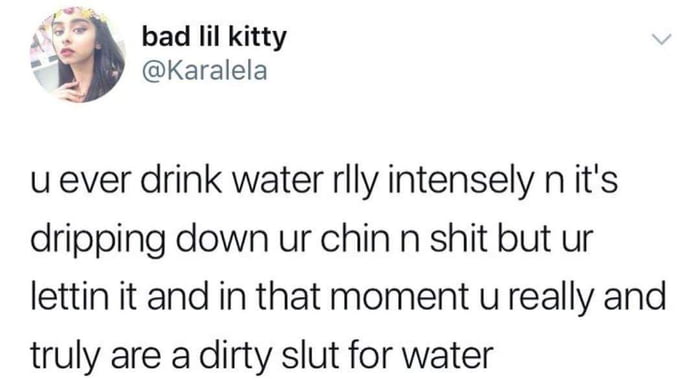 bad lil kitty
@Karalela
u ever drink water rlly intensely n it's
dripping down ur chin n shit but ur
lettin it and in that moment u really and
truly are a dirty slut for water